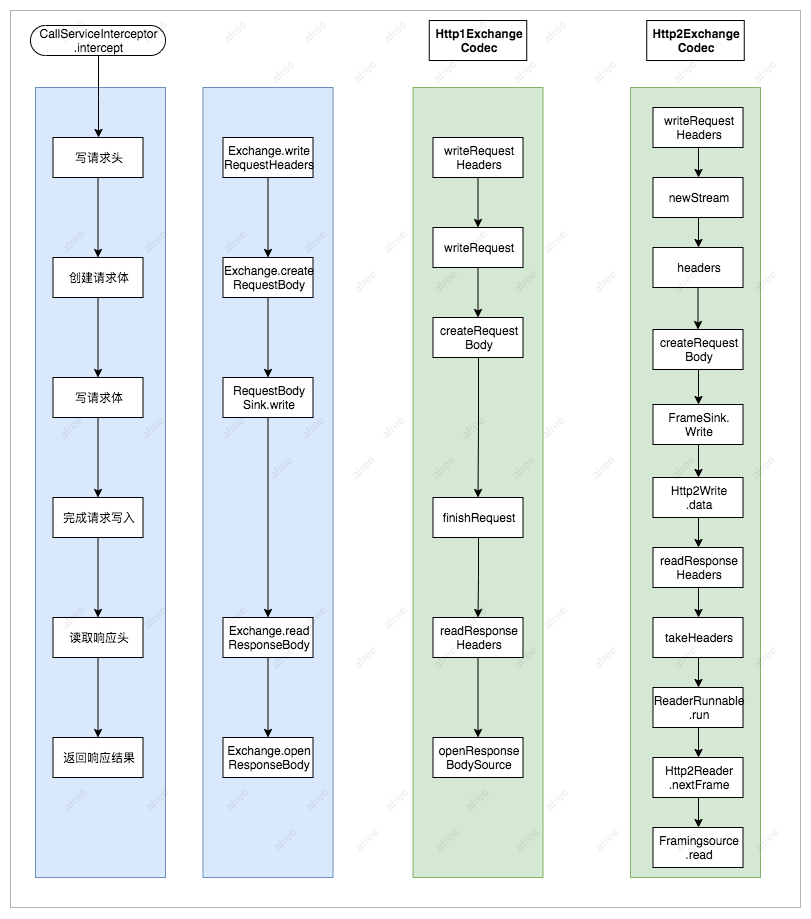 CallServiceInterceptor
.intercept
写请求头
创建请求体
写请求体
完成请求写入
读取响应头
返回响应结果
Exchange.write
RequestHeaders
Exchange.create
RequestBody
RequestBody
Sink.write
Exchange.read
ResponseBody
Exchange.open
ResponseBody
Http1Exchange
Codec
writeRequest
Headers
writeRequest
createRequest
Body
finishRequest
readResponse
Headers
openResponse
BodySource
Http2Exchange
Codec
writeRequest
Headers
newStream
headers
createRequest
Body
FrameSink.
Write
Http2Write
.data
readResponse
Headers
takeHeaders
ReaderRunnable
.run
Http2Reader
.nextFrame
Framingsource
.read